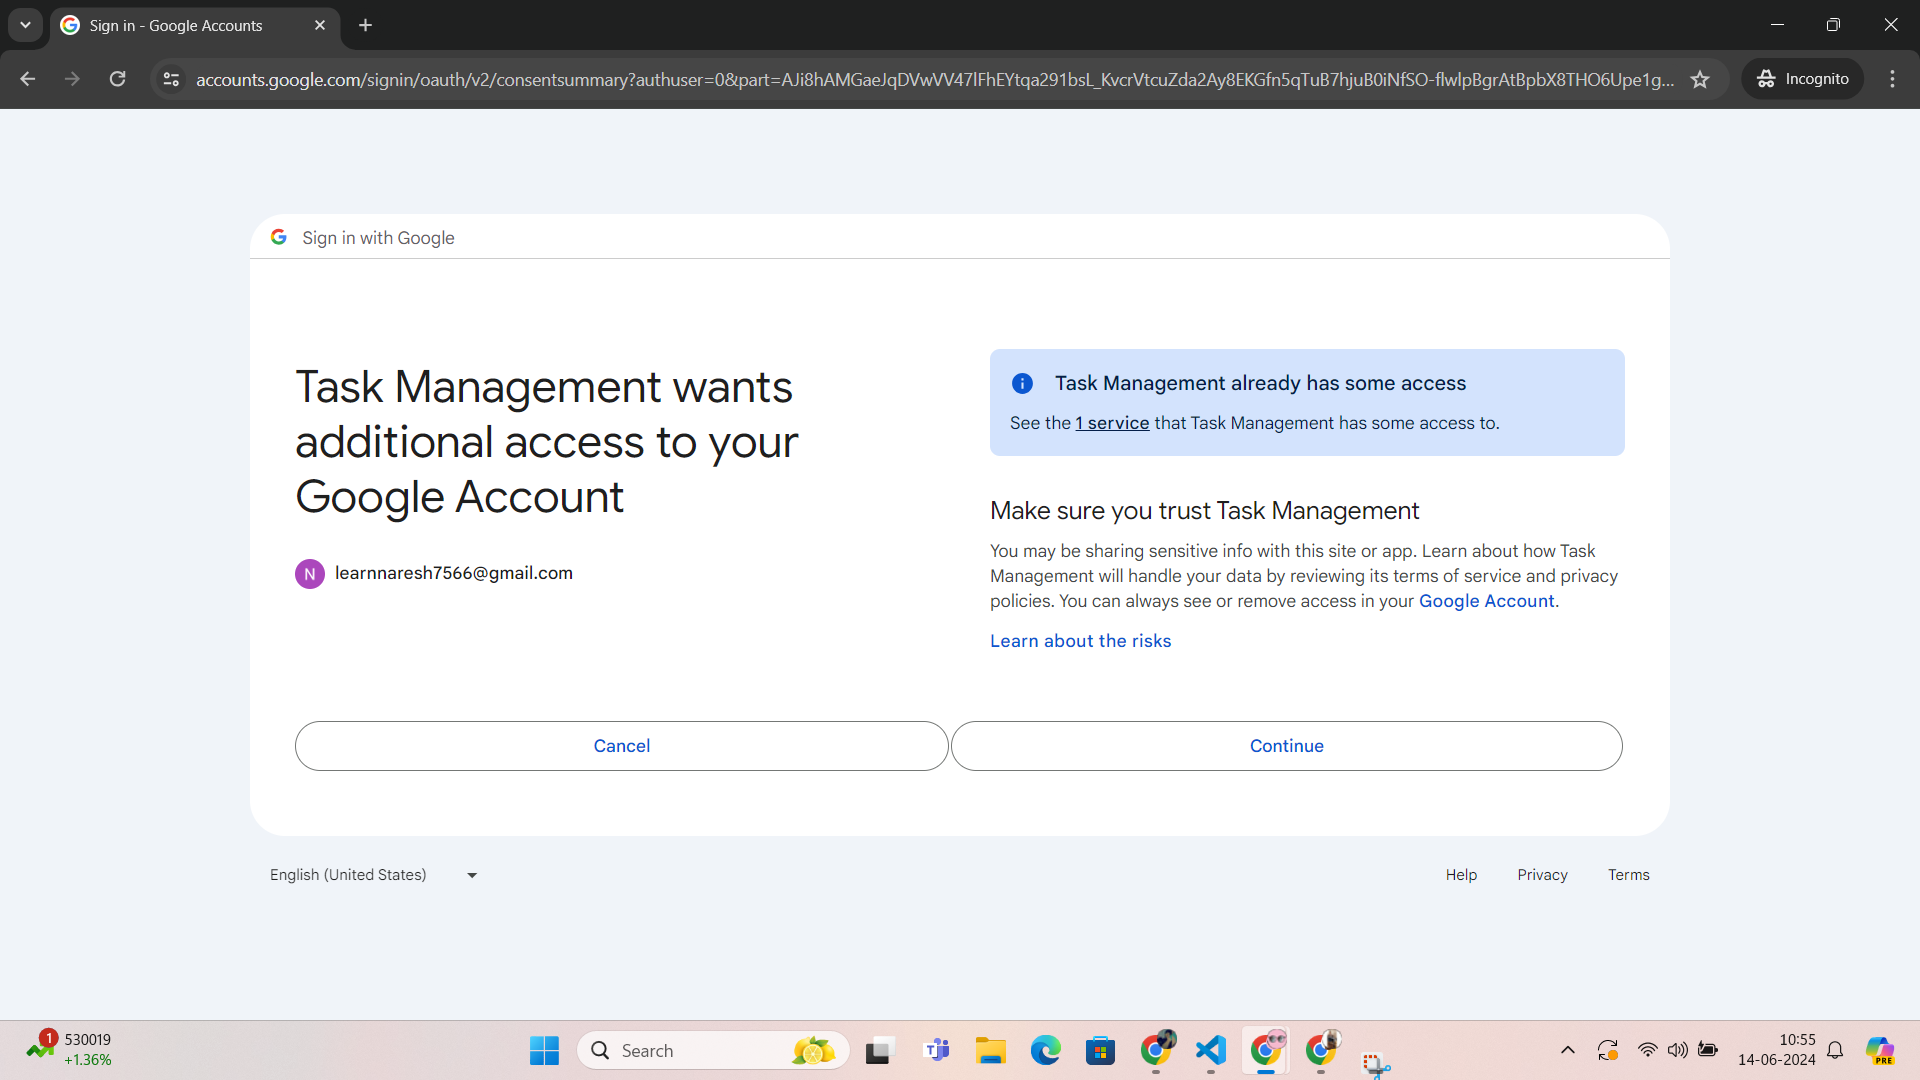 Sign in - Google Accounts
accounts.google.com/signin/oauth/v2/consentsummary?authuser=0&part=AJi8hAMGaeJqDVwVV47lFhEYtqa291bsL_KvcrVtcuZda2Ay8EKGfn5qTuB7hjuB0iNfSO-flwlpBgrAtBpbX8THO6Upe1g...
Incognito
Sign in with Google
Task Management wants
additional access to your
Google Account
N
learnnaresh7566@gmail.com
Task Management already has some access
See the 1 service that Task Management has some access to.
Make sure you trust Task Management
You may be sharing sensitive info with this site or app. Learn about how Task
Management will handle your data by reviewing its terms of service and privacy
policies. You can always see or remove access in your Google Account.
Learn about the risks
Cancel
Continue
English (United States)
Help
Privacy
Terms
1
530019
+1.36%
Search
10:55
14-06-2024
PRE